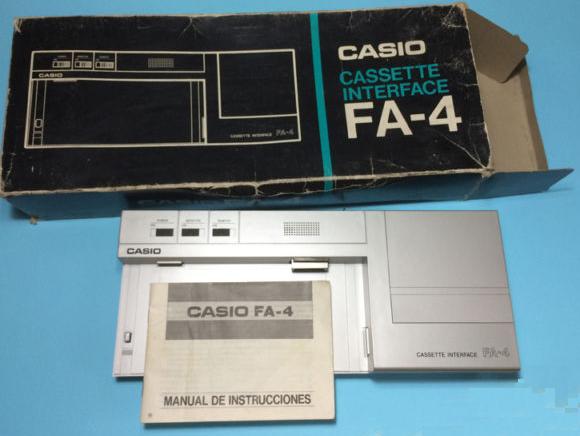 CASIO
CASSETTE
INTERFACE
FA-4
CASIO
CASSETTE INTERFACE FA-4
CASIO
CASSETTE INTERFACE FA-4
CASIO FA-4
MANUAL DE INSTRUCCIONES